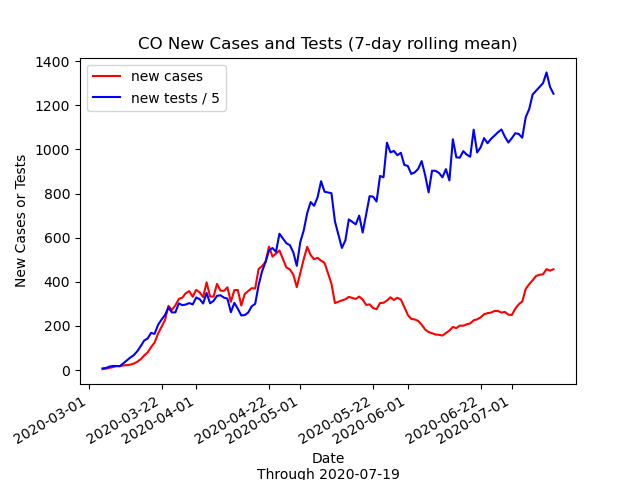 CO New Cases and Tests (7-day rolling mean)
new cases
new tests / 5
New Cases or Tests
1400
1200
1000
800
600
400
200
0
2020-03-01
2020-03-22
2020-04-01
2020-04-22
2020-05-01
2020-05-22
2020-06-01
2020-06-22
2020-07-01
Date
Through 2020-07-19